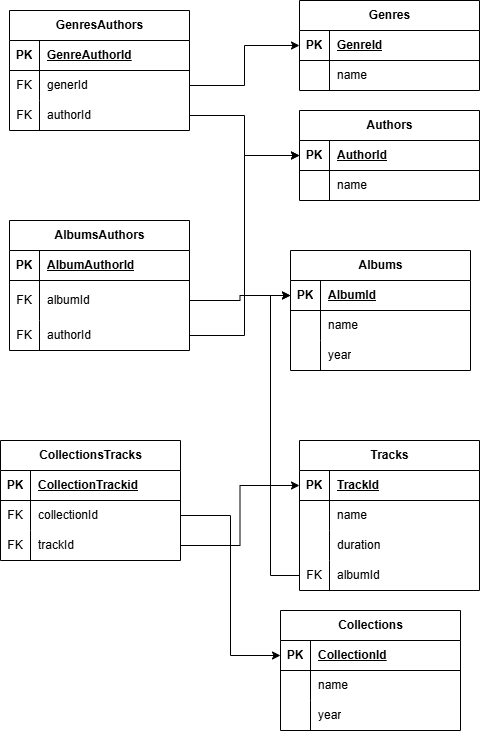 GenresAuthors
PK GenreAuthorId
FK generId
FK authorId
Genres
PK GenreId
name
Authors
PK AuthorId
name
AlbumsAuthors
PK AlbumAuthorId
FK albumId
FK authorId
Albums
PK AlbumId
name
year
CollectionsTracks
PK CollectionTrackid
FK collectionId
FK trackId
Tracks
PK TrackId
name
duration
FK albumId
Collections
PK CollectionId
name
year